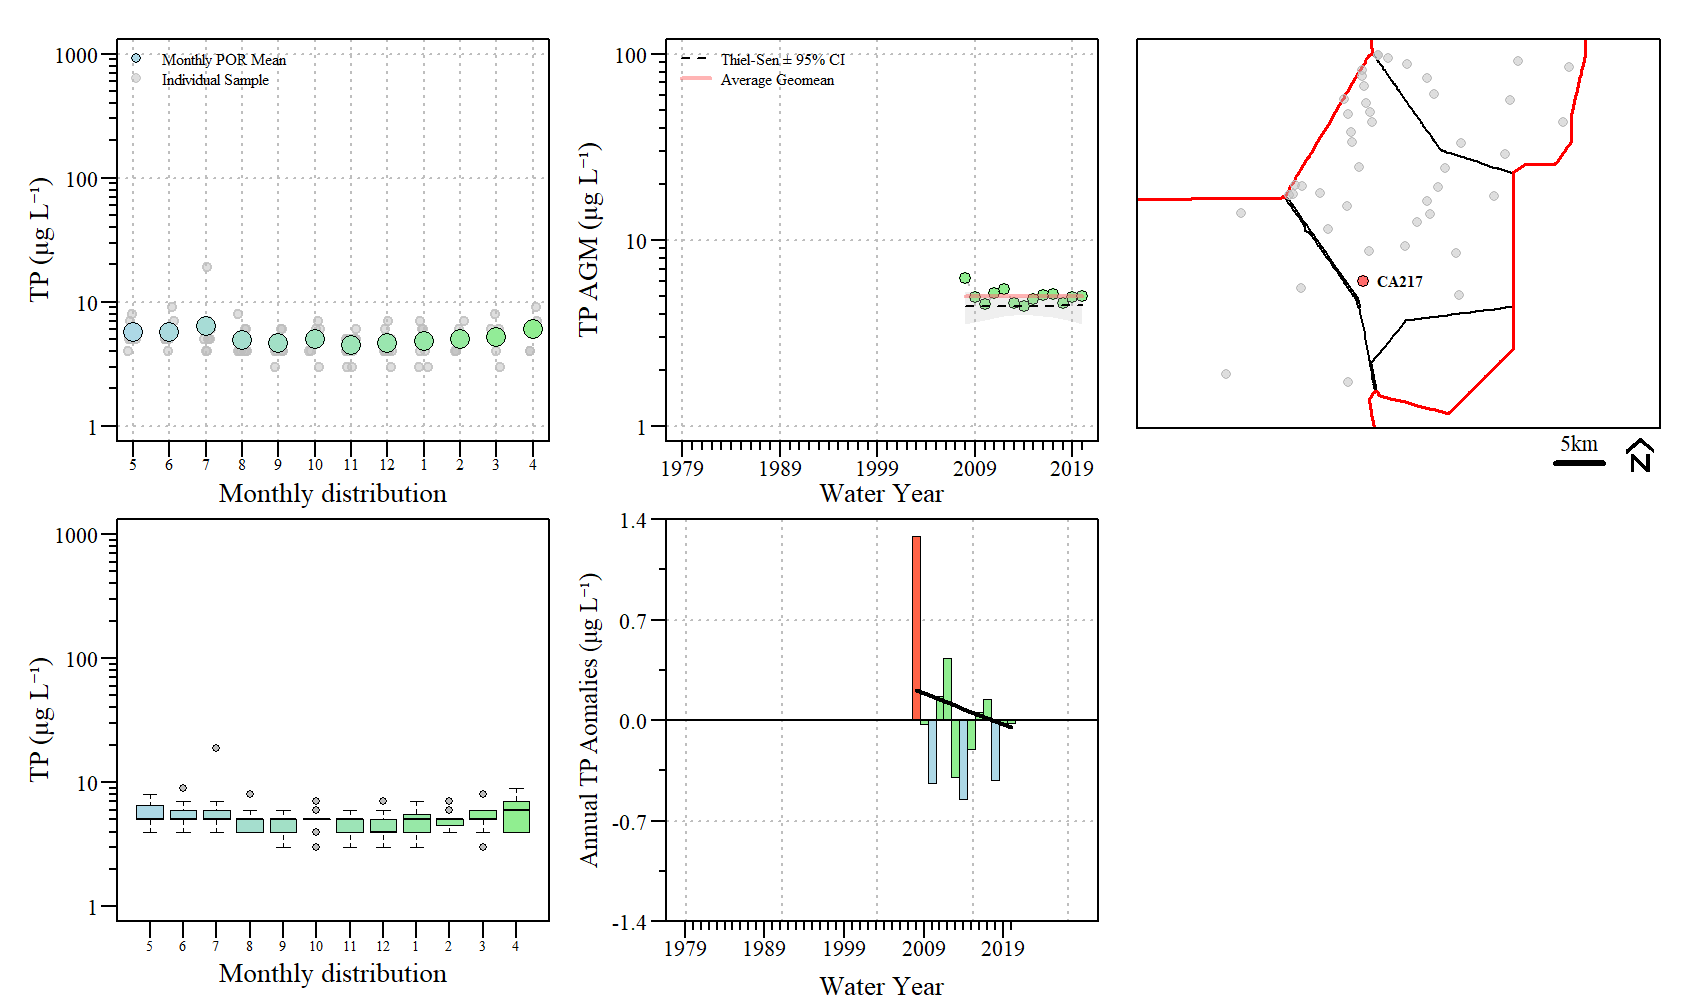 1000
100
10
1
TP (µg L⁻¹)
Monthly POR Mean
Individual Sample
5 6 7 8 9 10 11 12 1 2 3 4
Monthly distribution
100
10
1
TP AGM (µg L⁻¹)
Thiel-Sen ± 95% CI
Average Geomean
1979 1989 1999 2009 2019
Water Year
CA217
5km
N
1000
100
10
1
TP (µg L⁻¹)
5 6 7 8 9 10 11 12 1 2 3 4
Monthly distribution
1.4
0.7
0.0
-0.7
-1.4
Annual TP Aomalies (µg L⁻¹)
1979 1989 1999 2009 2019
Water Year